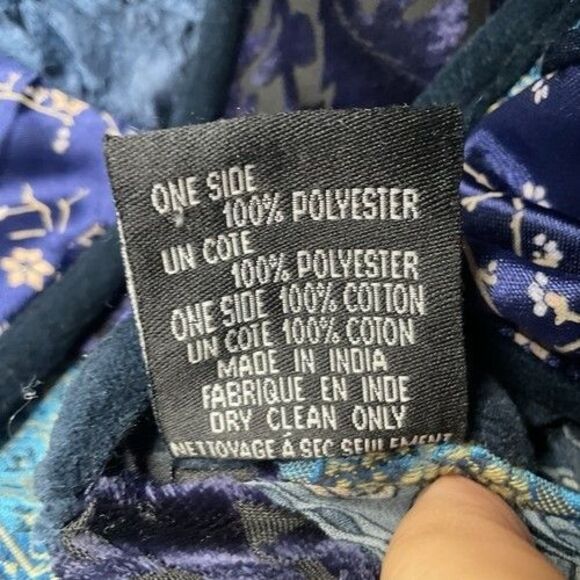 ONE SIDE
100% POLYESTER
UN COTE
100% POLYESTER
ONE SIDE 100% COTTON
UN COTE 100% COTON
MADE IN INDIA
FABRIQUE EN INDE
DRY CLEAN ONLY
NETTOYAGE À SEC SEULEMENT